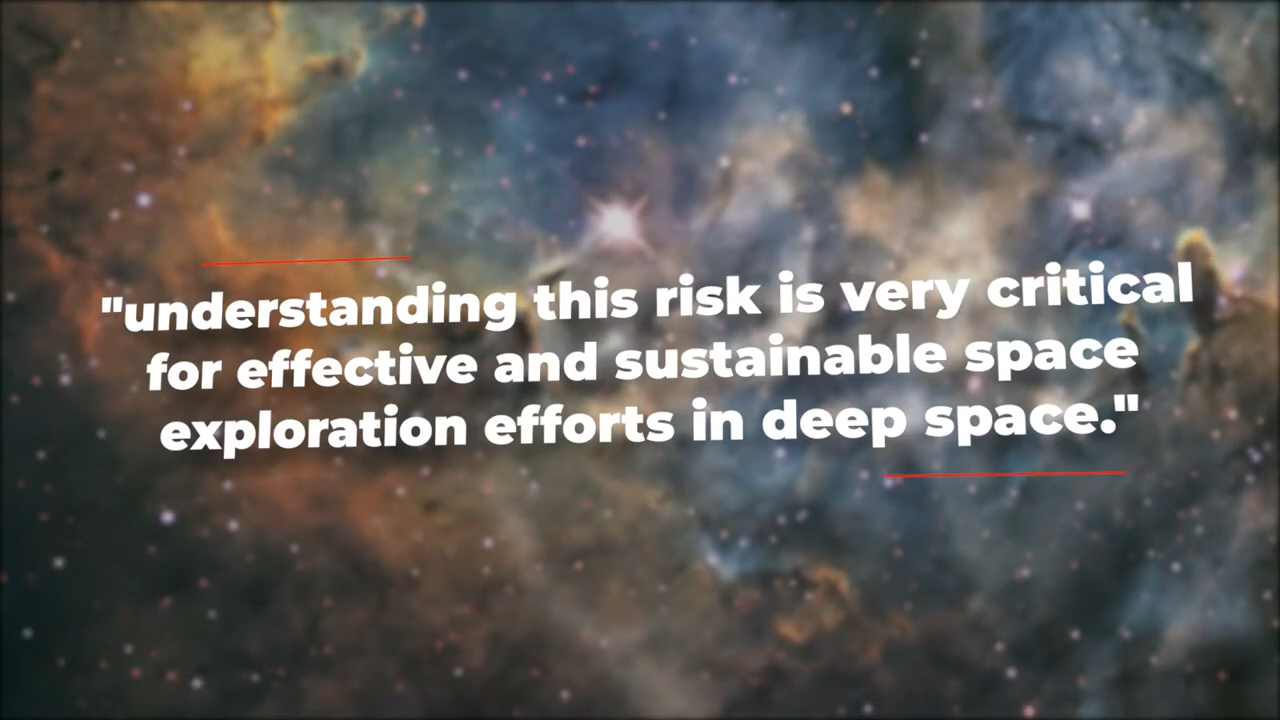 "understanding this risk is very critical
for effective and sustainable space
exploration efforts in deep space."